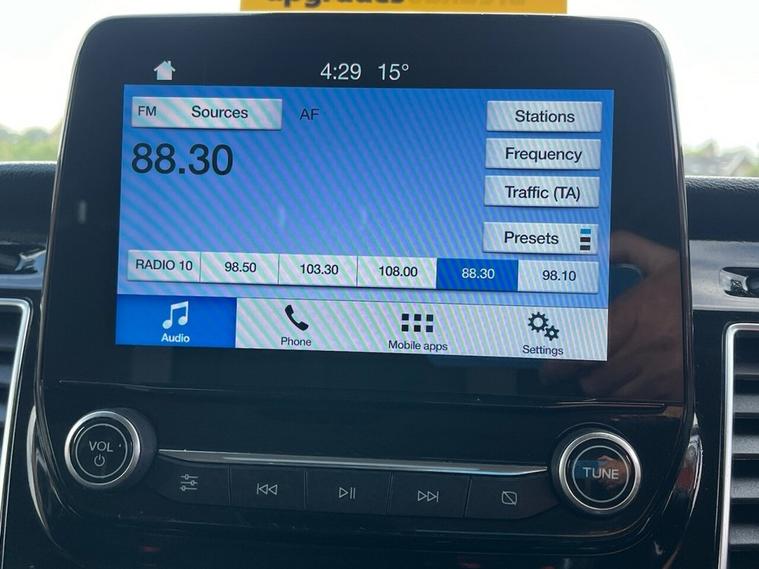 upgrades
4:29 15°
FM Sources AF
Stations
88.30
Frequency
Traffic (TA)
Presets
RADIO 10 98.50 103.30 108.00 88.30 98.10
Audio Phone Mobile apps Settings
VOL
TUNE